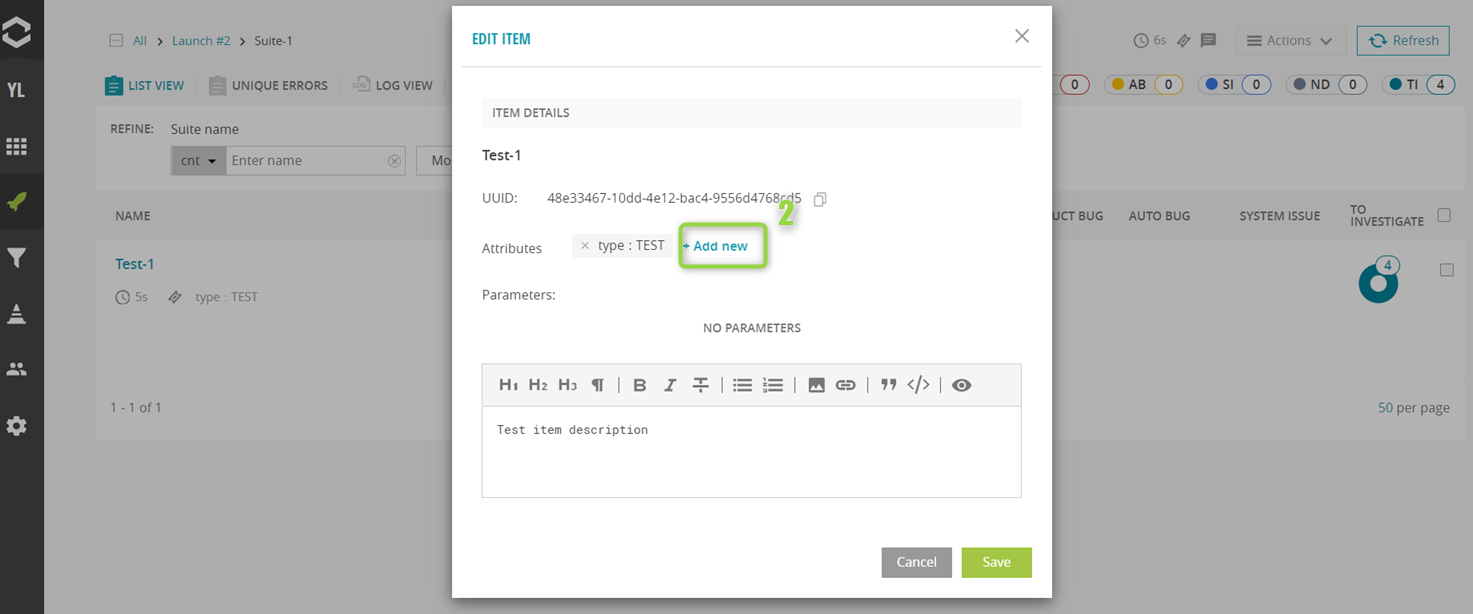 YL
All > Launch #2 > Suite-1
6s
Actions
Refresh
LIST VIEW
UNIQUE ERRORS
LOG VIEW
0
AB 0
SI 0
ND 0
TI 4
REFINE:
Suite name
cnt
Enter name
Mo
NAME
UCT BUG
AUTO BUG
SYSTEM ISSUE
TO
INVESTIGATE
Test-1
5s
type : TEST
4
1 - 1 of 1
50 per page
EDIT ITEM
ITEM DETAILS
Test-1
UUID: 48e33467-10dd-4e12-bac4-9556d4768cd5
2
Attributes
× type : TEST
+ Add new
Parameters:
NO PARAMETERS
H1 H2 H3 ¶ B I T
Test item description
Cancel
Save